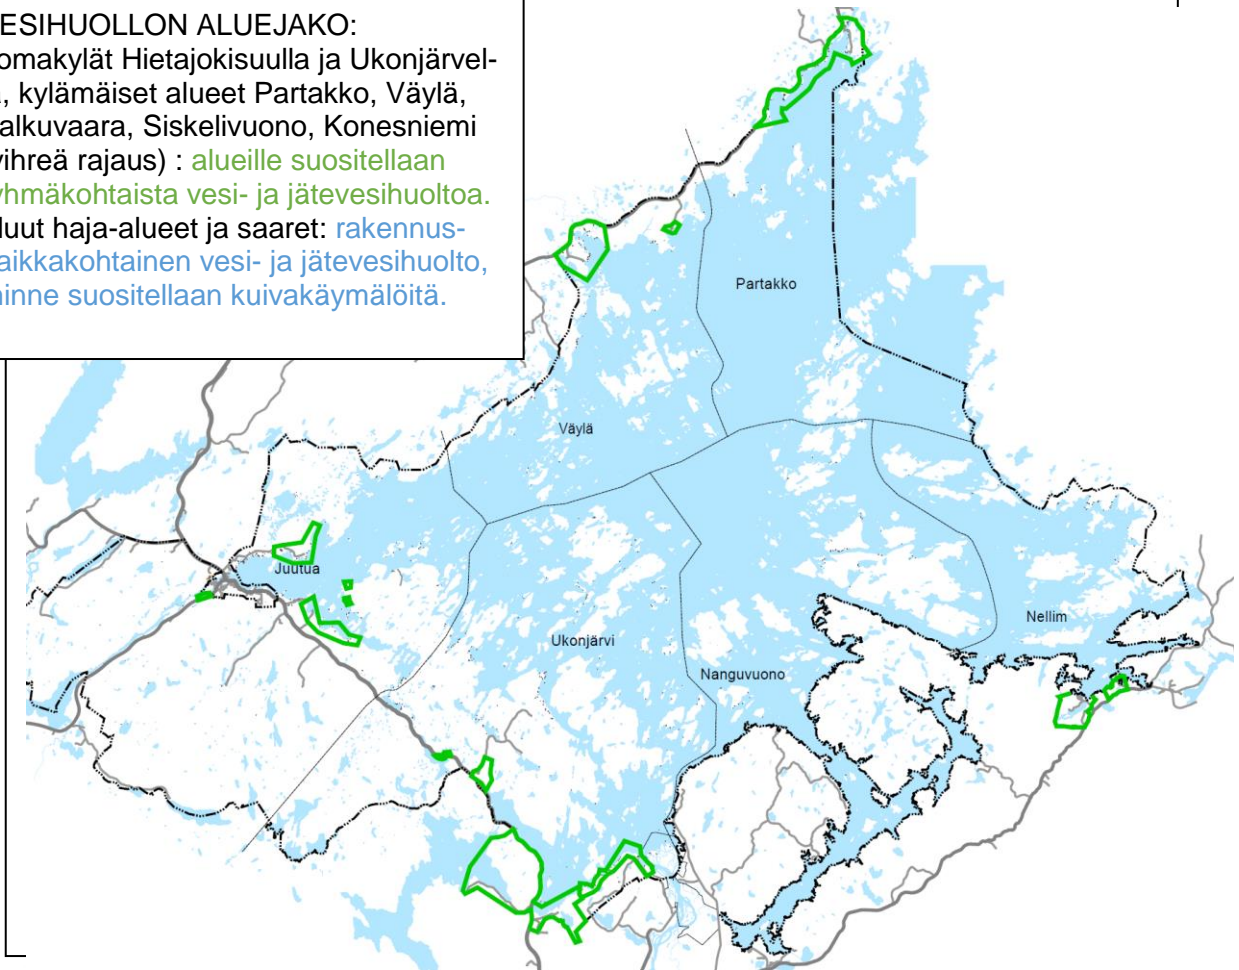 ESIHUOLLON ALUEJAKO:
omakylät Hietajokisuulla ja Ukonjärvel-
, kylämäiset alueet Partakko, Väylä,
alkuvaara, Siskelivuono, Konesniemi
vihreä rajaus) : alueille suositellaan
yhmäkohtaista vesi- ja jätevesihuoltoa.
luut haja-alueet ja saaret: rakennus-
aikkakohtainen vesi- ja jätevesihuolto,
inne suositellaan kuivakäymälöitä.
Partakko
Väylä
Juutua
Ukonjärvi
Nellim
Nanguvuono